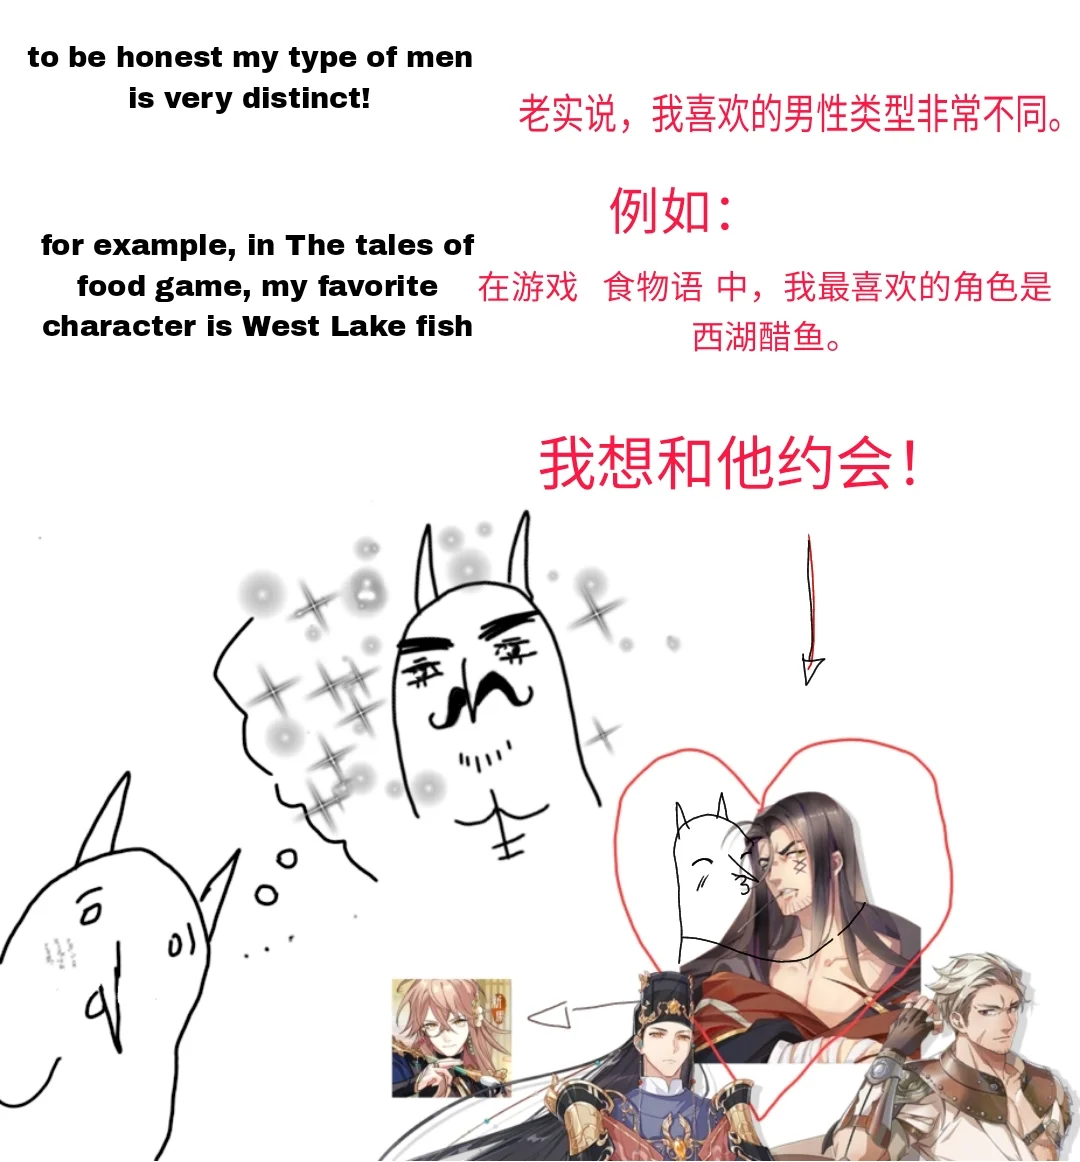 to be honest my type of men
is very distinct!
老实说，我喜欢的男性类型非常不同。
例如：
for example, in The tales of
food game, my favorite
character is West Lake fish
在游戏 食物语 中，我最喜欢的角色是
西湖醋鱼。
我想和他约会！